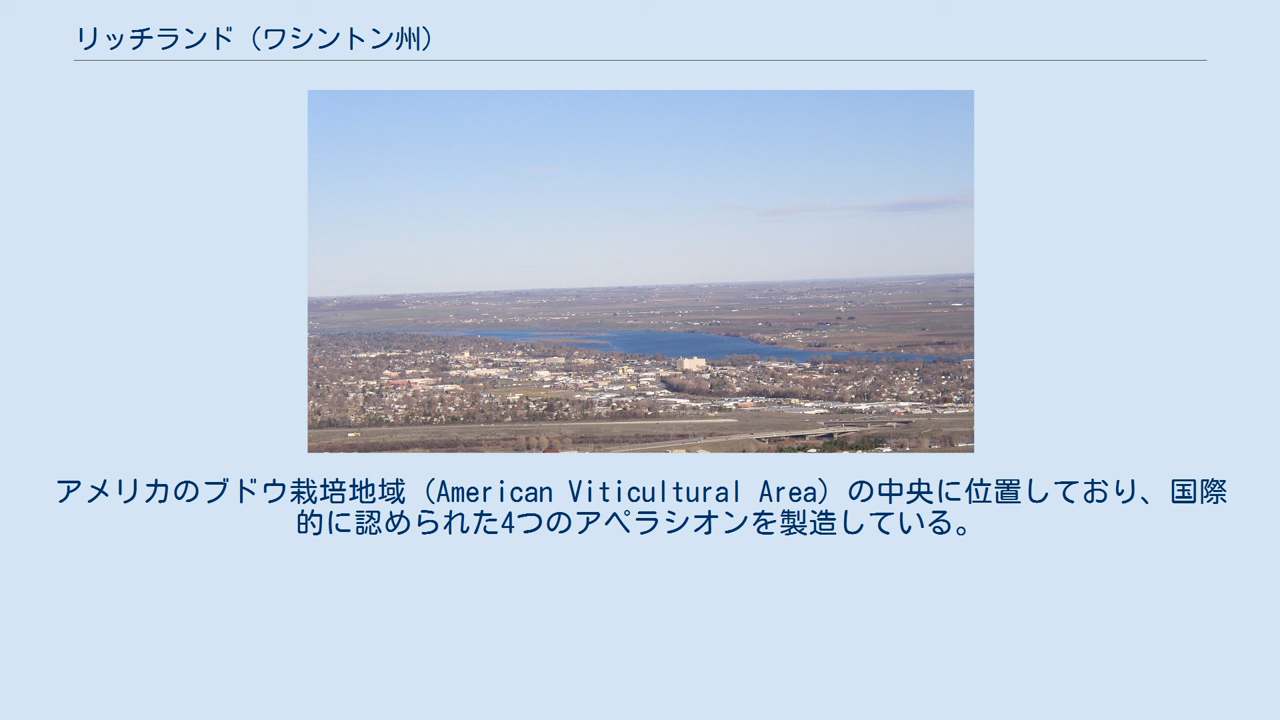 リッチランド（ワシントン州）
アメリカのブドウ栽培地域（American Viticultural Area）の中央に位置しており、国際
的に認められた4つのアペラシオンを製造している。